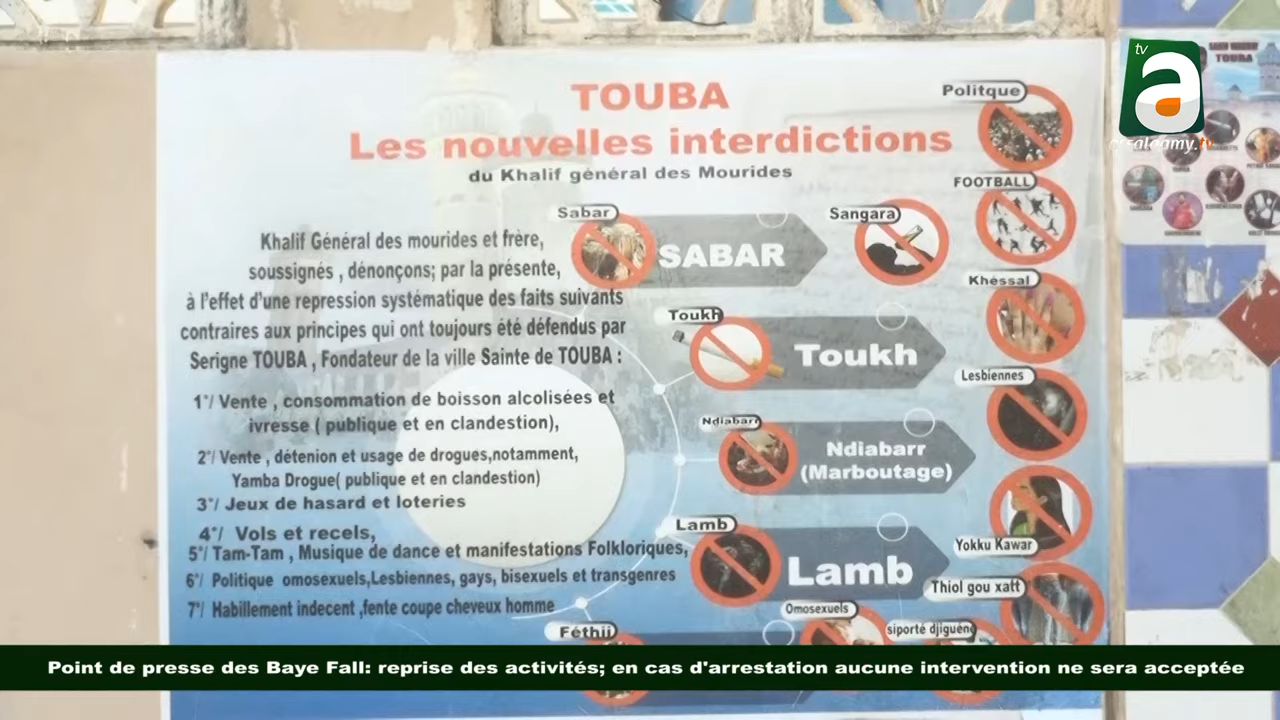 TOUBA
Les nouvelles interdictions
du Khalif général des Mourides
Khalif Général des mourides et frère,
soussignés , dénonçons; par la présente,
à l'effet d'une repression systématique des faits suivants
contraires aux principes qui ont toujours été défendus par
Serigne TOUBA , Fondateur de la ville Sainte de TOUBA :
1°/ Vente , consommation de boisson alcolisées et
ivresse ( publique et en clandestion),
2°/ Vente , détenion et usage de drogues,notamment,
Yamba Drogue( publique et en clandestion)
3°/ Jeux de hasard et loteries
4°/ Vols et recels,
5°/ Tam-Tam , Musique de dance et manifestations Folkloriques,
6°/ Politique omosexuels,Lesbiennes, gays, bisexuels et transgenres
7°/ Habillement indecent ,fente coupe cheveux homme
Sabar
SABAR
Sangara
Toukh
Toukh
Ndiabarr
Ndiabarr
(Marboutage)
Lamb
Lamb
Féthii
Omosexuels
siporté djiguène
Politque
FOOTBALL
Khéssal
Lesbiennes
Yokku Kawar
Thiol gou xatt
tv
a
TOUBA
Point de presse des Baye Fall: reprise des activités; en cas d'arrestation aucune intervention ne sera acceptée